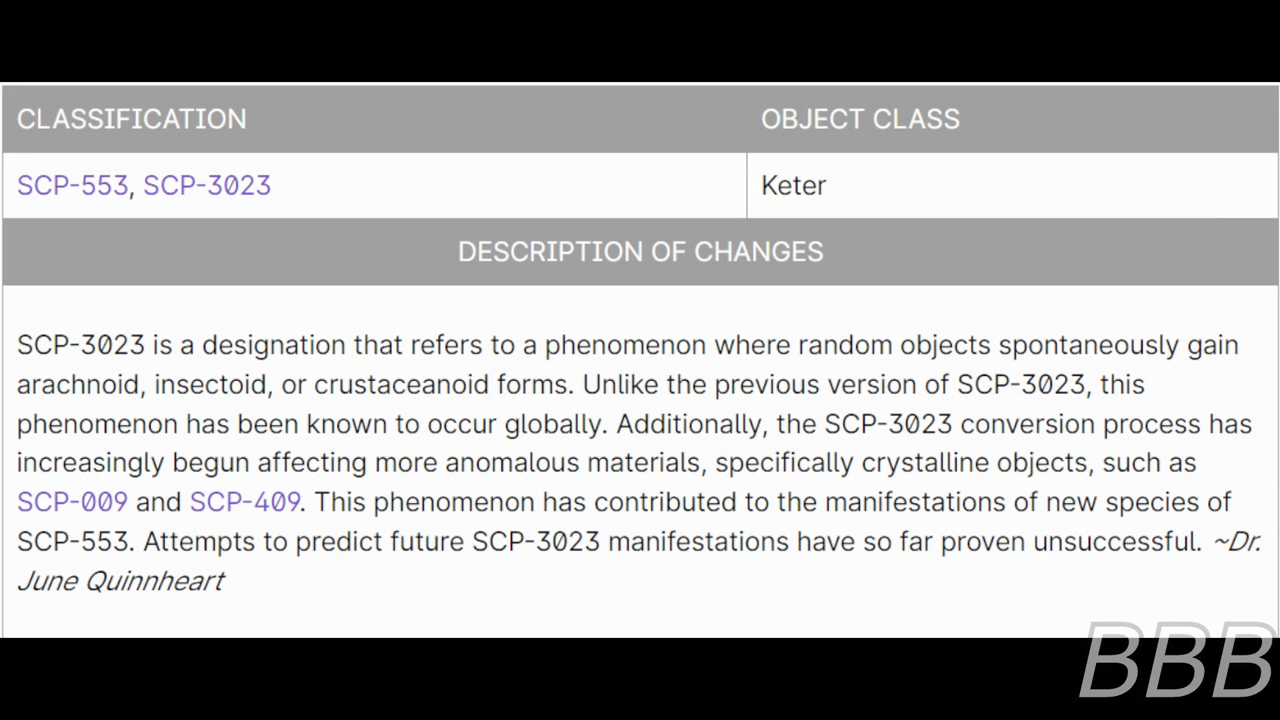 CLASSIFICATION OBJECT CLASS
SCP-553, SCP-3023 Keter
DESCRIPTION OF CHANGES
SCP-3023 is a designation that refers to a phenomenon where random objects spontaneously gain
arachnoid, insectoid, or crustaceanoid forms. Unlike the previous version of SCP-3023, this
phenomenon has been known to occur globally. Additionally, the SCP-3023 conversion process has
increasingly begun affecting more anomalous materials, specifically crystalline objects, such as
SCP-009 and SCP-409. This phenomenon has contributed to the manifestations of new species of
SCP-553. Attempts to predict future SCP-3023 manifestations have so far proven unsuccessful. ~Dr.
June Quinnheart
BBB